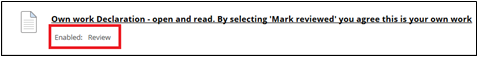 Own work Declaration - open and read. By selecting 'Mark reviewed' you agree this is your own work
Enabled: Review